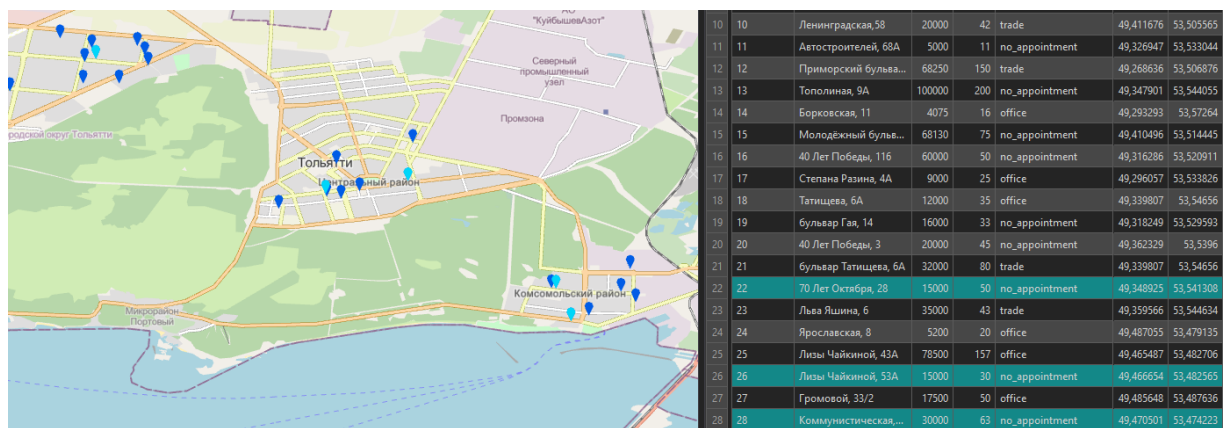 АО
"КуйбышевАзот"
Северный
промышленный
узел
Промзона
родской округ Тольятти
Тольятти
Центральный район
Комсомольский район
Микрорайон
Портовый
10 10 Ленинградская,58 20000 42 trade 49,411676 53,505565
11 11 Автостроителей, 68А 5000 11 no_appointment 49,326947 53,533044
12 12 Приморский бульва... 68250 150 trade 49,268636 53,506876
13 13 Тополиная, 9А 100000 200 no_appointment 49,347901 53,544055
14 14 Борковская, 11 4075 16 office 49,293293 53,57264
15 15 Молодёжный бульв... 68130 75 no_appointment 49,410496 53,514445
16 16 40 Лет Победы, 116 60000 50 no_appointment 49,316286 53,520911
17 17 Степана Разина, 4А 9000 25 office 49,296057 53,533826
18 18 Татищева, 6А 12000 35 office 49,339807 53,54656
19 19 бульвар Гая, 14 16000 33 no_appointment 49,318249 53,529593
20 20 40 Лет Победы, 3 20000 45 no_appointment 49,362329 53,5396
21 21 бульвар Татищева, 6А 32000 80 trade 49,339807 53,54656
22 22 70 Лет Октября, 28 15000 50 no_appointment 49,348925 53,541308
23 23 Льва Яшина, 6 35000 43 trade 49,359566 53,544634
24 24 Ярославская, 8 5200 20 office 49,487055 53,479135
25 25 Лизы Чайкиной, 43А 78500 157 office 49,465487 53,482706
26 26 Лизы Чайкиной, 53А 15000 30 no_appointment 49,466654 53,482565
27 27 Громовой, 33/2 17500 50 office 49,485648 53,487636
28 28 Коммунистическая,... 30000 63 no_appointment 49,470501 53,474223